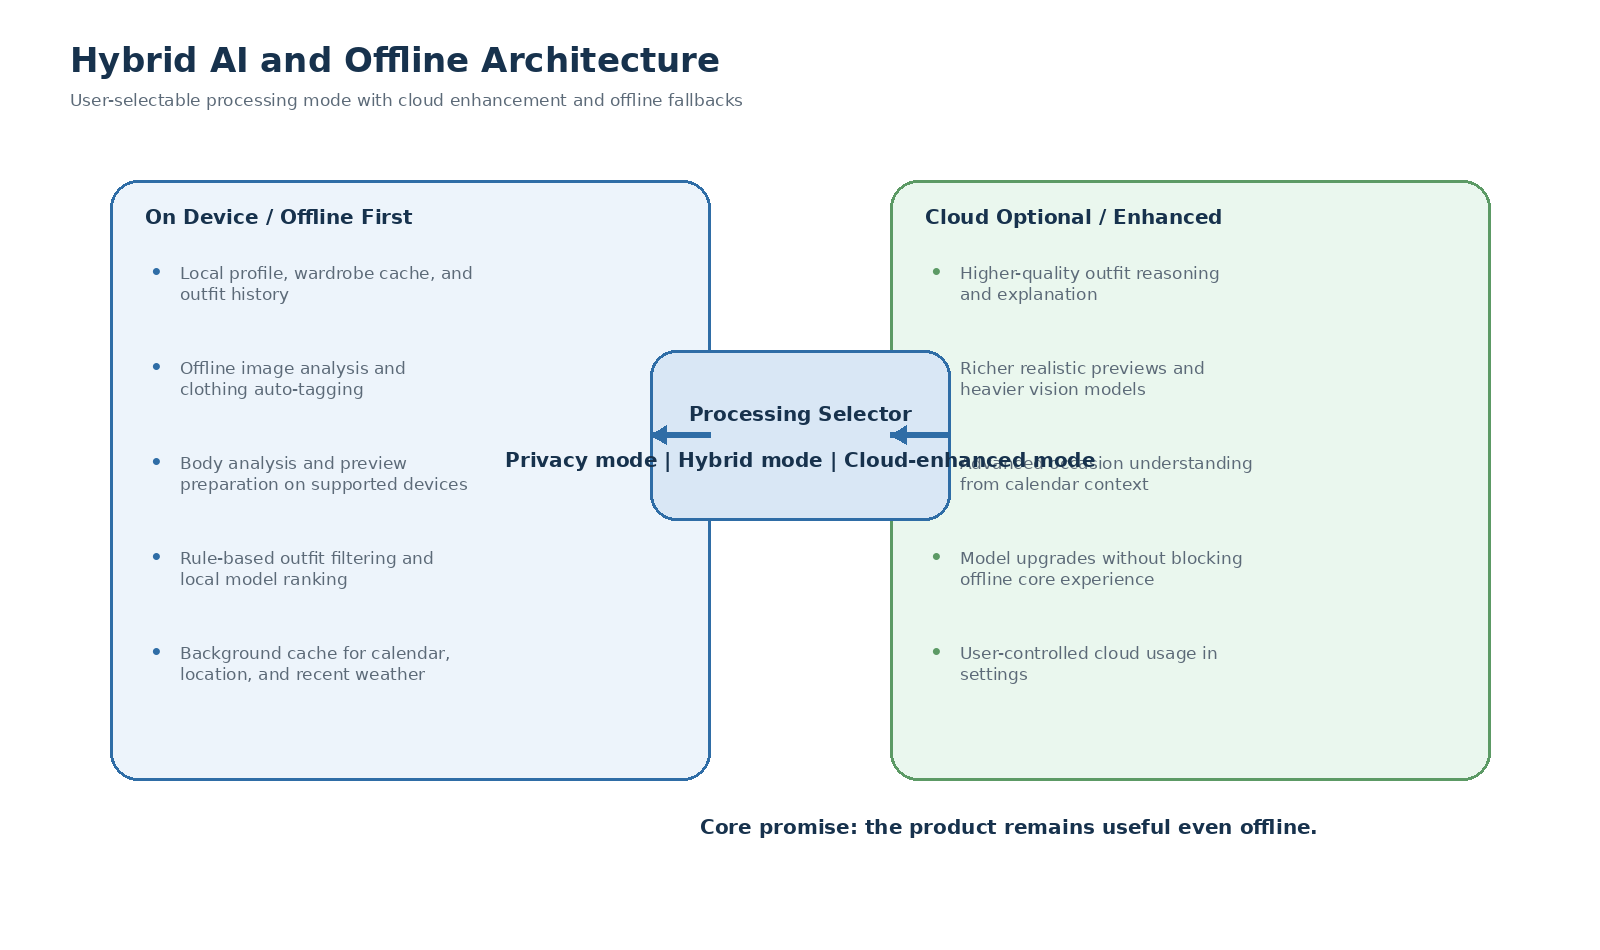 Hybrid AI and Offline Architecture
User-selectable processing mode with cloud enhancement and offline fallbacks
On Device / Offline First
• Local profile, wardrobe cache, and
outfit history
• Offline image analysis and
clothing auto-tagging
• Body analysis and preview
preparation on supported devices
• Rule-based outfit filtering and
local model ranking
• Background cache for calendar,
location, and recent weather
Processing Selector
Privacy mode | Hybrid mode | Cloud-enhanced mode
Cloud Optional / Enhanced
• Higher-quality outfit reasoning
and explanation
Richer realistic previews and
heavier vision models
Advanced occasion understanding
from calendar context
• Model upgrades without blocking
offline core experience
• User-controlled cloud usage in
settings
Core promise: the product remains useful even offline.